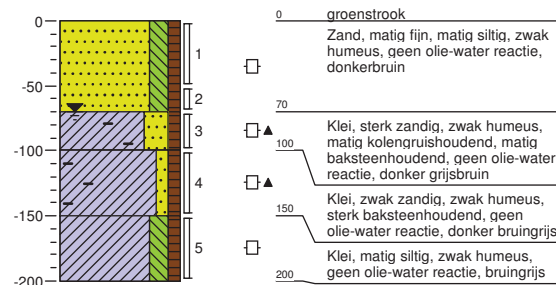 0
-50
-100
-150
-200
1
2
3
4
5
0
groenstrook
Zand, matig fijn, matig siltig, zwak
humeus, geen olie-water reactie,
donkerbruin
70
Klei, sterk zandig, zwak humeus,
matig kolengruishoudend, matig
baksteenhoudend, geen olie-water
reactie, donker grijsbruin
100
Klei, zwak zandig, zwak humeus,
sterk baksteenhoudend, geen
olie-water reactie, donker bruingrijs
150
Klei, matig siltig, zwak humeus,
geen olie-water reactie, bruingrijs
200